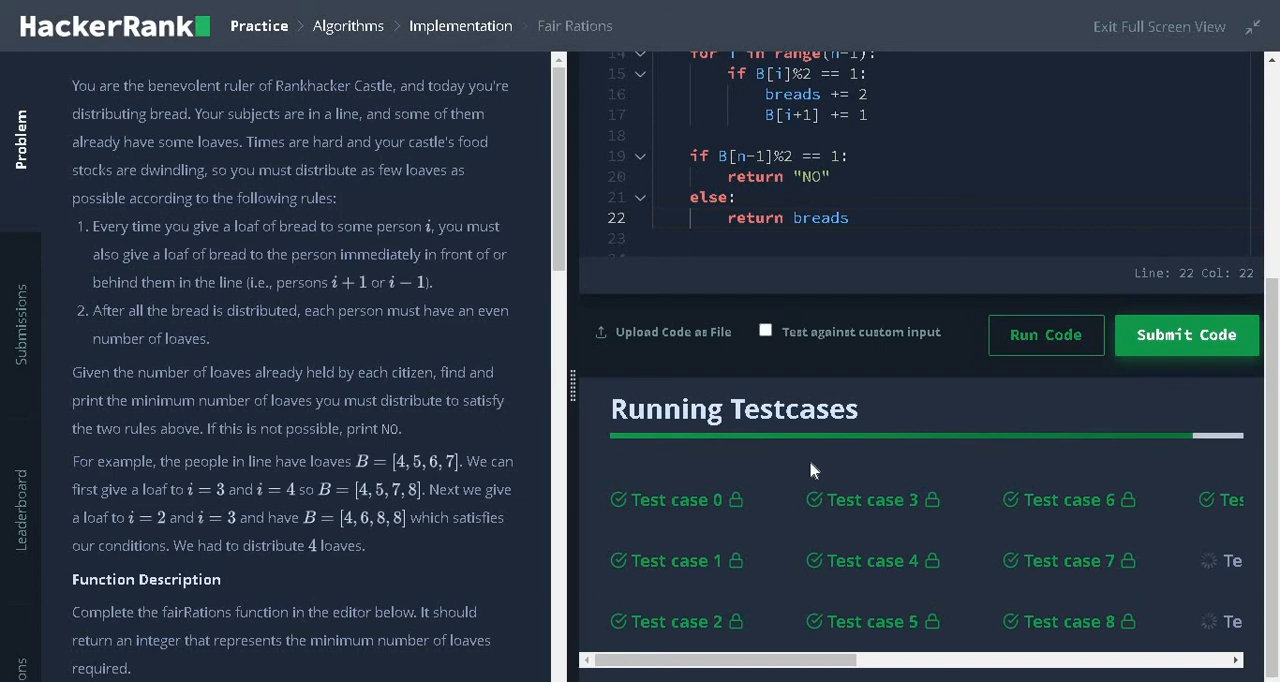 HackerRank Practice > Algorithms > Implementation > Fair Rations Exit Full Screen View
Problem
Submissions
Leaderboard
You are the benevolent ruler of Rankhacker Castle, and today you're
distributing bread. Your subjects are in a line, and some of them
already have some loaves. Times are hard and your castle's food
stocks are dwindling, so you must distribute as few loaves as
possible according to the following rules:
1. Every time you give a loaf of bread to some person i, you must
also give a loaf of bread to the person immediately in front of or
behind them in the line (i.e., persons i + 1 or i − 1).
2. After all the bread is distributed, each person must have an even
number of loaves.
Given the number of loaves already held by each citizen, find and
print the minimum number of loaves you must distribute to satisfy
the two rules above. If this is not possible, print NO.
For example, the people in line have loaves B = [4, 5, 6, 7]. We can
first give a loaf to i = 3 and i = 4 so B = [4, 5, 7, 8]. Next we give
a loaf to i = 2 and i = 3 and have B = [4, 6, 8, 8] which satisfies
our conditions. We had to distribute 4 loaves.
Function Description
Complete the fairRations function in the editor below. It should
return an integer that represents the minimum number of loaves
required.
14 for i in range(n-1):
15 if B[i]%2 == 1:
16 breads += 2
17 B[i+1] += 1
18
19 if B[n-1]%2 == 1:
20 return "NO"
21 else:
22 return breads
23
Line: 22 Col: 22
Upload Code as File Test against custom input Run Code Submit Code
Running Testcases
Test case 0 Test case 3 Test case 6
Test case 1 Test case 4 Test case 7
Test case 2 Test case 5 Test case 8